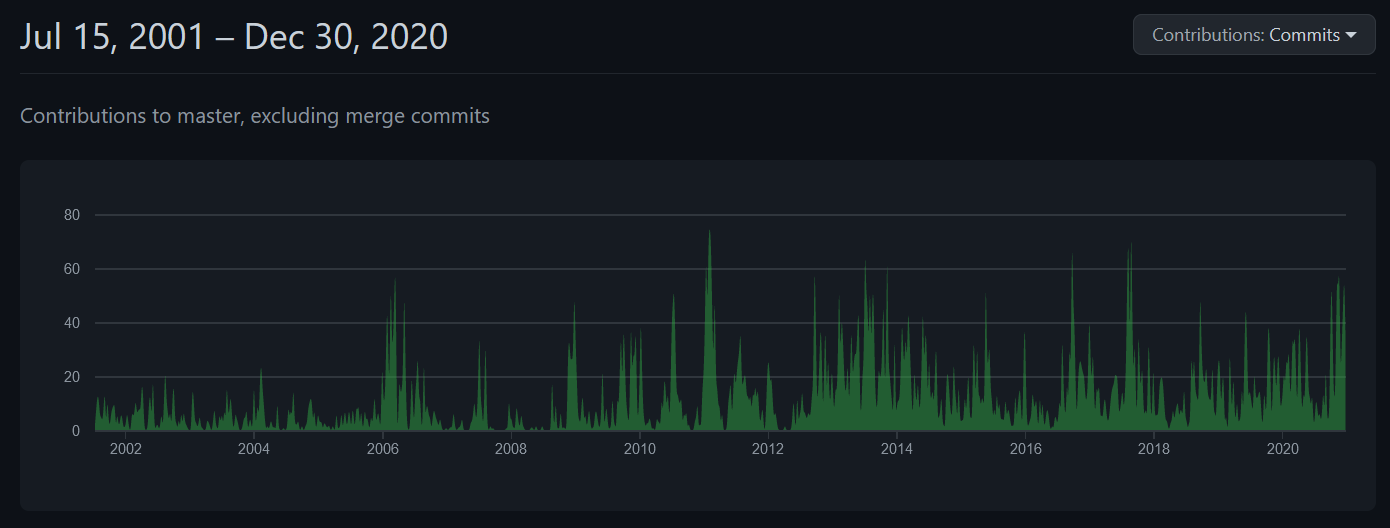 Jul 15, 2001 – Dec 30, 2020
Contributions: Commits
Contributions to master, excluding merge commits
80
60
40
20
0
2002 2004 2006 2008 2010 2012 2014 2016 2018 2020